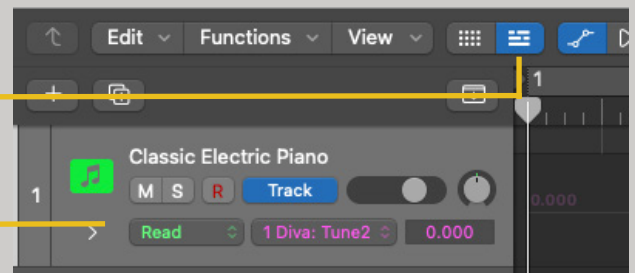 Edit Functions View
1
Classic Electric Piano
1 M S R Track
Read 1 Diva: Tune2 0.000
0.000